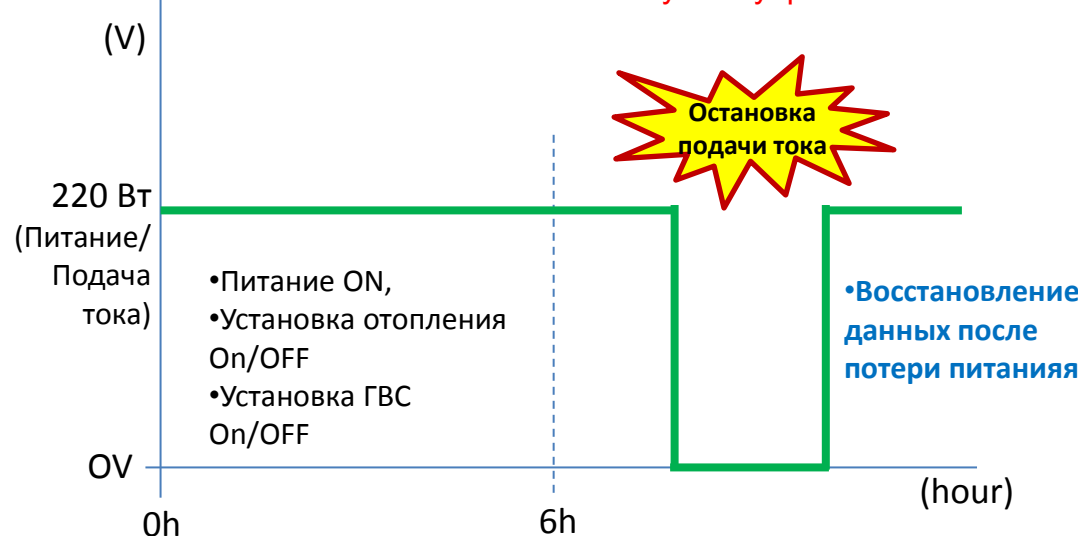 (V)
Остановка
подачи тока
220 Вт
(Питание/
Подача
тока)
•Питание ON,
•Установка отопления
On/OFF
•Установка ГВС
On/OFF
•Восстановление
данных после
потери питанияя
OV
(hour)
0h
6h